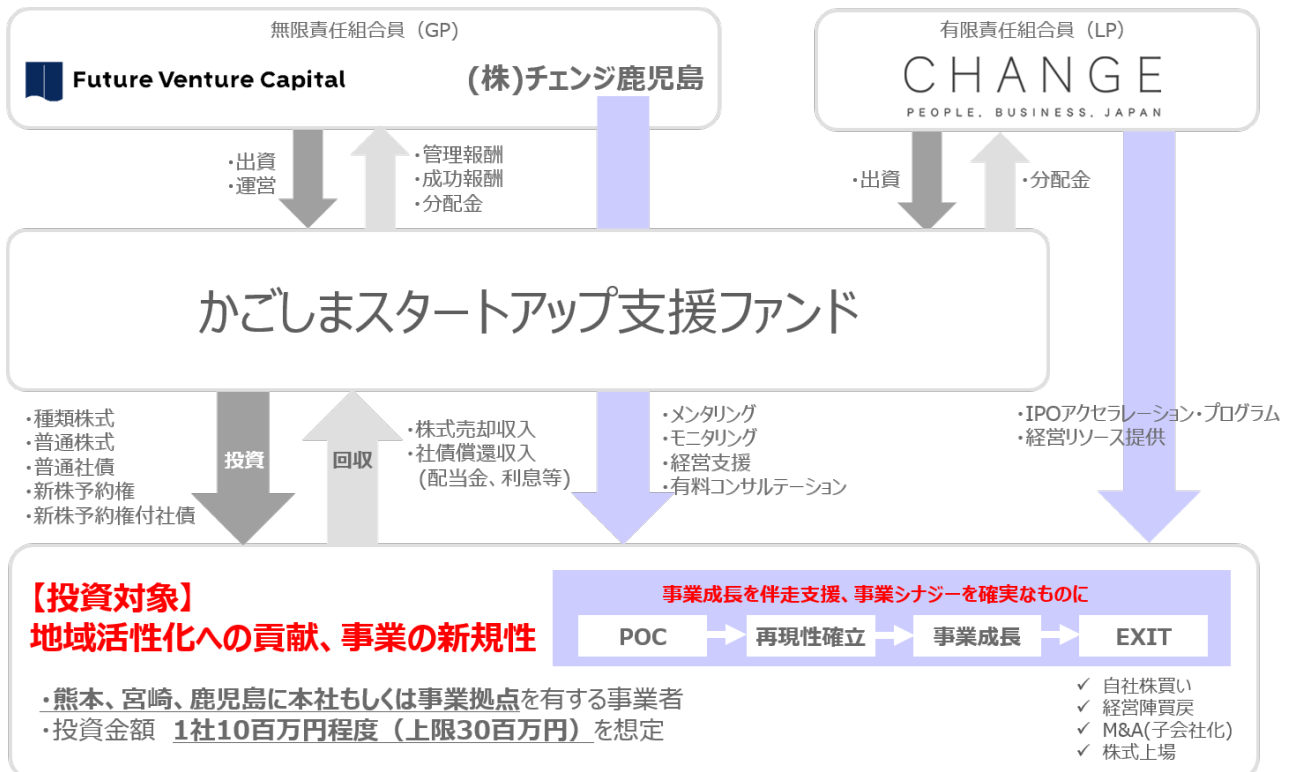 無限責任組合員（GP)
Future Venture Capital
(株)チェンジ鹿児島
有限責任組合員（LP）
CHANGE
PEOPLE, BUSINESS, JAPAN
・出資
・運営
・管理報酬
・成功報酬
・分配金
・出資
・分配金
かごしまスタートアップ支援ファンド
・種類株式
・普通株式
・普通社債
・新株予約権
・新株予約権付社債
投資
回収
・株式売却収入
・社債償還収入
(配当金、利息等)
・メンタリング
・モニタリング
・経営支援
・有料コンサルテーション
・IPOアクセラレーション・プログラム
・経営リソース提供
【投資対象】
地域活性化への貢献、事業の新規性
事業成長を伴走支援、事業シナジーを確実なものに
POC
再現性確立
事業成長
EXIT
・熊本、宮崎、鹿児島に本社もしくは事業拠点を有する事業者
・投資金額 1社10百万円程度（上限30百万円）を想定
✓ 自社株買い
✓ 経営陣買戻
✓ M&A(子会社化)
✓ 株式上場